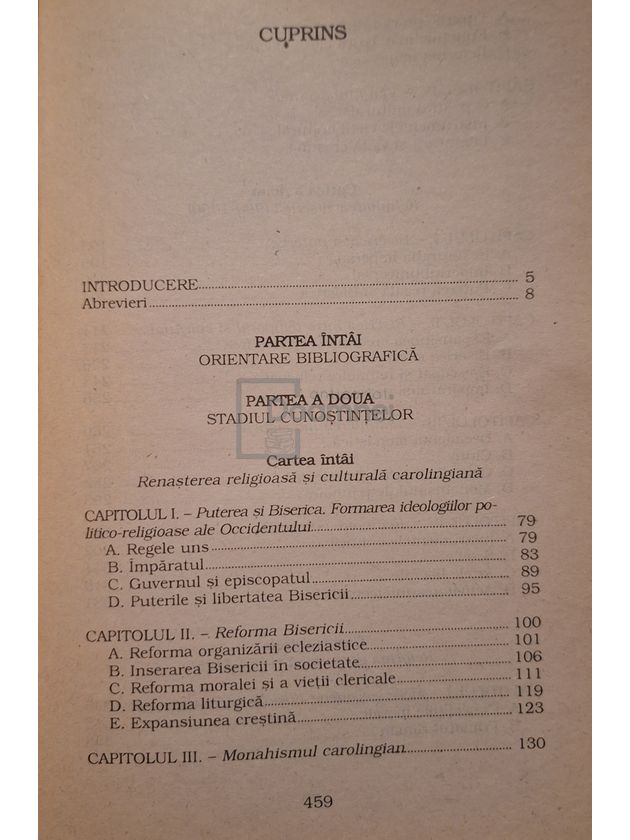 CUPRINS
INTRODUCERE.......... 5
Abrevieri.......... 8
PARTEA ÎNTÂI
ORIENTARE BIBLIOGRAFICĂ
PARTEA A DOUA
STADIUL CUNOȘTINȚELOR
Cartea întâi
Renașterea religioasă și culturală carolingiană
CAPITOLUL I. – Puterea și Biserica. Formarea ideologiilor po-
litico-religioase ale Occidentului.......... 79
A. Regele uns.......... 79
B. Împăratul.......... 83
C. Guvernul și episcopatul.......... 89
D. Puterile și libertatea Bisericii.......... 95
CAPITOLUL II. – Reforma Bisericii.......... 100
A. Reforma organizării ecleziastice.......... 101
B. Inserarea Bisericii în societate.......... 106
C. Reforma moralei și a vieții clericale.......... 111
D. Reforma liturgică.......... 119
E. Expansiunea creștină.......... 123
CAPITOLUL III. – Monahismul carolingian.......... 130
459